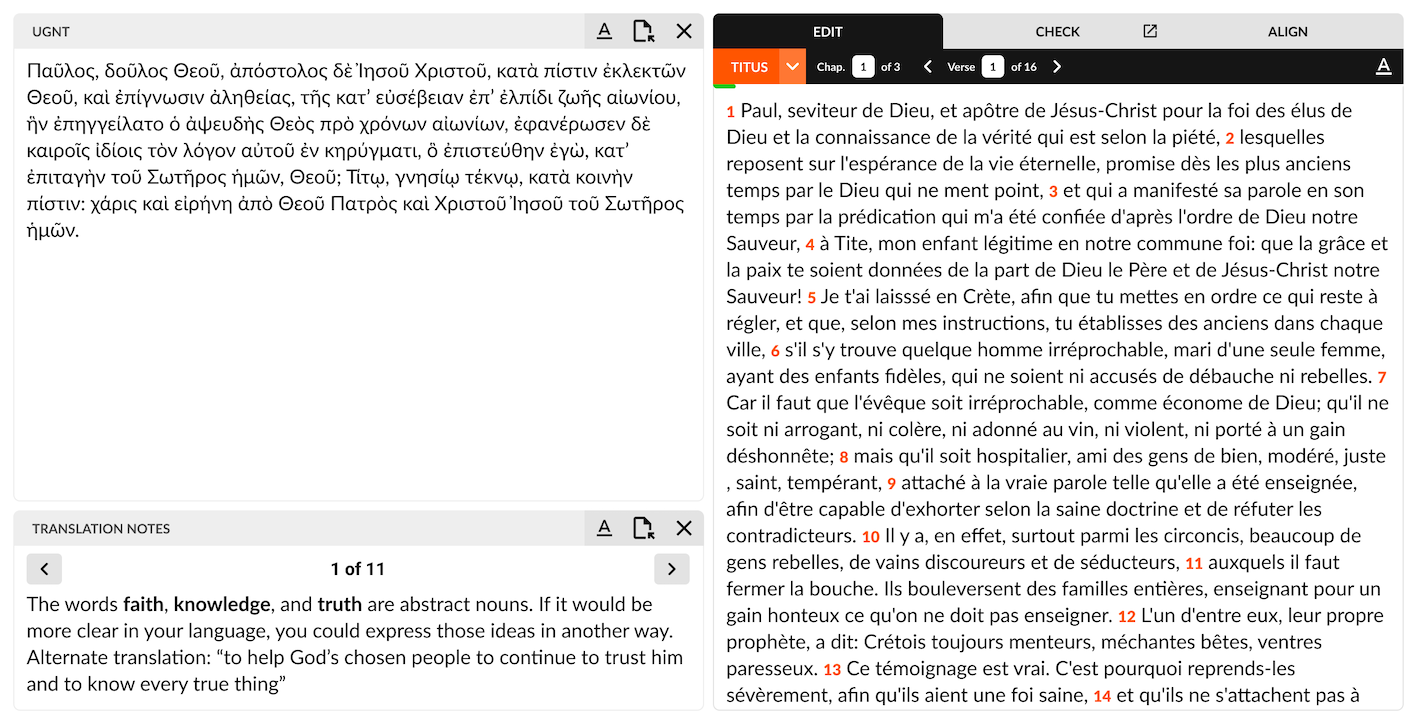 UGNT
Παῦλος, δοῦλος Θεοῦ, ἀπόστολος δὲ Ἰησοῦ Χριστοῦ, κατὰ πίστιν ἐκλεκτῶν
Θεοῦ, καὶ ἐπίγνωσιν ἀληθείας, τῆς κατ’ εὐσέβειαν ἐπ’ ἐλπίδι ζωῆς αἰωνίου,
ἣν ἐπηγγείλατο ὁ ἀψευδὴς Θεὸς πρὸ χρόνων αἰωνίων, ἐφανέρωσεν δὲ
καιροῖς ἰδίοις τὸν λόγον αὐτοῦ ἐν κηρύγματι, ὃ ἐπιστεύθην ἐγὼ, κατ’
ἐπιταγὴν τοῦ Σωτῆρος ἡμῶν, Θεοῦ; Τίτῳ, γνησίῳ τέκνῳ, κατὰ κοινὴν
πίστιν: χάρις καὶ εἰρήνη ἀπὸ Θεοῦ Πατρὸς καὶ Χριστοῦ Ἰησοῦ τοῦ Σωτῆρος
ἡμῶν.
TRANSLATION NOTES
1 of 11
The words faith, knowledge, and truth are abstract nouns. If it would be
more clear in your language, you could express those ideas in another way.
Alternate translation: “to help God’s chosen people to continue to trust him
and to know every true thing”
EDIT CHECK ALIGN
TITUS Chap. 1 of 3 Verse 1 of 16
1 Paul, seviteur de Dieu, et apôtre de Jésus-Christ pour la foi des élus de
Dieu et la connaissance de la vérité qui est selon la piété, 2 lesquelles
reposent sur l'espérance de la vie éternelle, promise dès les plus anciens
temps par le Dieu qui ne ment point, 3 et qui a manifesté sa parole en son
temps par la prédication qui m'a été confiée d'après l'ordre de Dieu notre
Sauveur, 4 à Tite, mon enfant légitime en notre commune foi: que la grâce et
la paix te soient données de la part de Dieu le Père et de Jésus-Christ notre
Sauveur! 5 Je t'ai laisssé en Crète, afin que tu mettes en ordre ce qui reste à
régler, et que, selon mes instructions, tu établisses des anciens dans chaque
ville, 6 s'il s'y trouve quelque homme irréprochable, mari d'une seule femme,
ayant des enfants fidèles, qui ne soient ni accusés de débauche ni rebelles. 7
Car il faut que l'évêque soit irréprochable, comme économe de Dieu; qu'il ne
soit ni arrogant, ni colère, ni adonné au vin, ni violent, ni porté à un gain
déshonnête; 8 mais qu'il soit hospitalier, ami des gens de bien, modéré, juste
, saint, tempérant, 9 attaché à la vraie parole telle qu'elle a été enseignée,
afin d'être capable d'exhorter selon la saine doctrine et de réfuter les
contradicteurs. 10 Il y a, en effet, surtout parmi les circoncis, beaucoup de
gens rebelles, de vains discoureurs et de séducteurs, 11 auxquels il faut
fermer la bouche. Ils bouleversent des familles entières, enseignant pour un
gain honteux ce qu'on ne doit pas enseigner. 12 L'un d'entre eux, leur propre
prophète, a dit: Crétois toujours menteurs, méchantes bêtes, ventres
paresseux. 13 Ce témoignage est vrai. C'est pourquoi reprends-les
sévèrement, afin qu'ils aient une foi saine, 14 et qu'ils ne s'attachent pas à